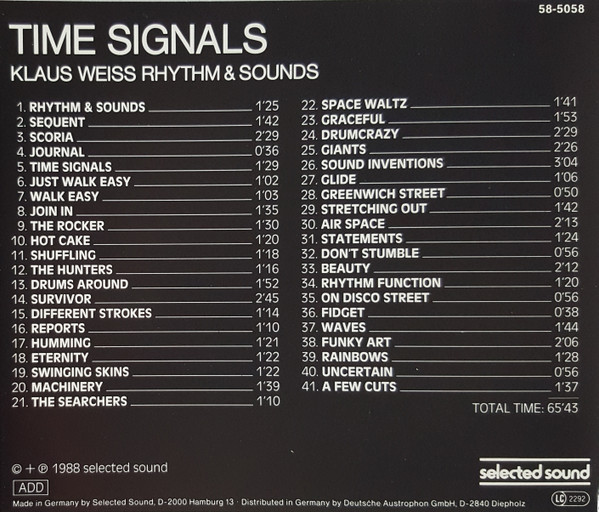 58-5058
TIME SIGNALS
KLAUS WEISS RHYTHM & SOUNDS
1. RHYTHM & SOUNDS 1'25
2. SEQUENT 1'42
3. SCORIA 2'29
4. JOURNAL 0'36
5. TIME SIGNALS 1'29
6. JUST WALK EASY 1'02
7. WALK EASY 1'03
8. JOIN IN 1'35
9. THE ROCKER 1'30
10. HOT CAKE 1'20
11. SHUFFLING 1'18
12. THE HUNTERS 1'16
13. DRUMS AROUND 1'52
14. SURVIVOR 2'45
15. DIFFERENT STROKES 1'14
16. REPORTS 1'10
17. HUMMING 1'21
18. ETERNITY 1'22
19. SWINGING SKINS 1'22
20. MACHINERY 1'39
21. THE SEARCHERS 1'10
22. SPACE WALTZ 1'41
23. GRACEFUL 1'53
24. DRUMCRAZY 2'29
25. GIANTS 2'26
26. SOUND INVENTIONS 3'04
27. GLIDE 1'06
28. GREENWICH STREET 0'50
29. STRETCHING OUT 1'42
30. AIR SPACE 2'13
31. STATEMENTS 1'24
32. DON'T STUMBLE 0'56
33. BEAUTY 2'12
34. RHYTHM FUNCTION 1'20
35. ON DISCO STREET 0'56
36. FIDGET 0'38
37. WAVES 1'44
38. FUNKY ART 2'06
39. RAINBOWS 1'28
40. UNCERTAIN 0'56
41. A FEW CUTS 1'37
TOTAL TIME: 65'43
© + ℗ 1988 selected sound
selected sound
ADD
Made in Germany by Selected Sound, D-2000 Hamburg 13 · Distributed in Germany by Deutsche Austrophon GmbH, D-2840 Diepholz
LC 2292